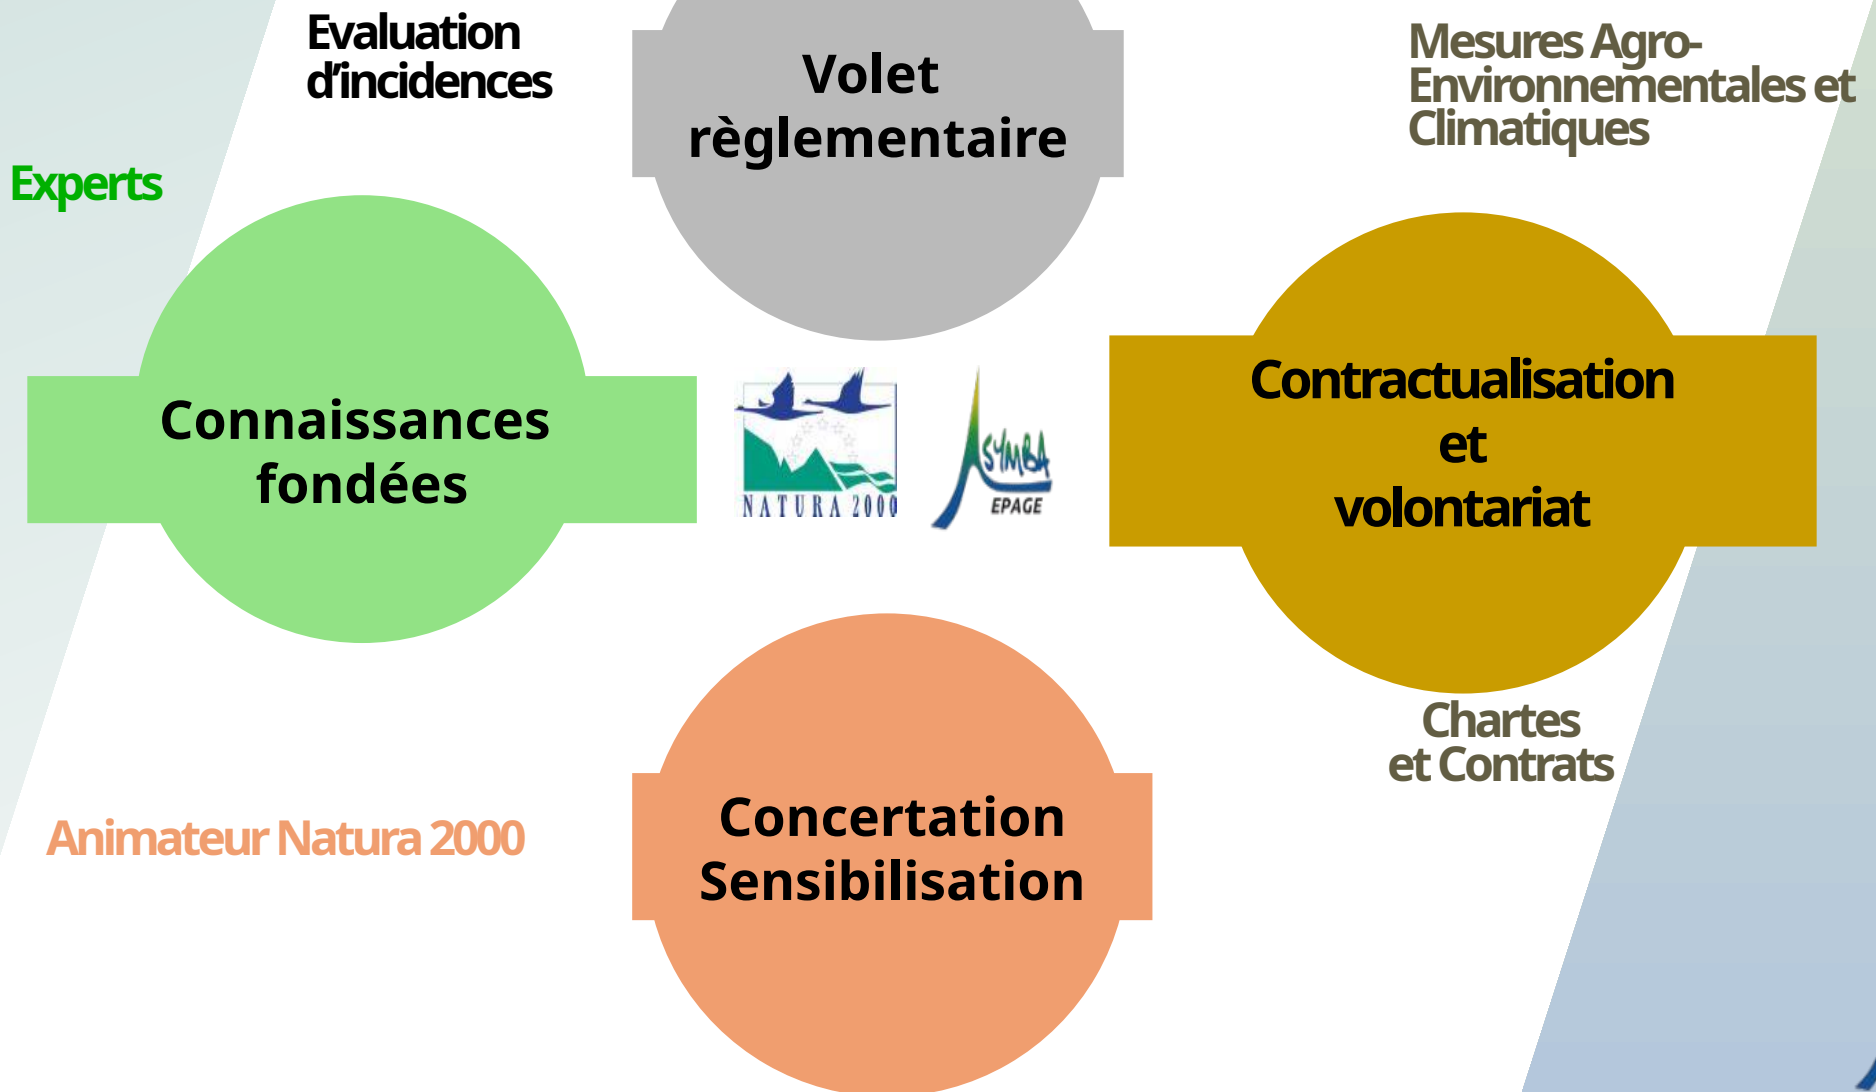 Evaluation
d’incidences
Volet
règlementaire
Mesures Agro-
Environnementales et
Climatiques
Experts
Connaissances
fondées
NATURA 2000
ASYMBA
EPAGE
Contractualisation
et
volontariat
Chartes
et Contrats
Animateur Natura 2000
Concertation
Sensibilisation